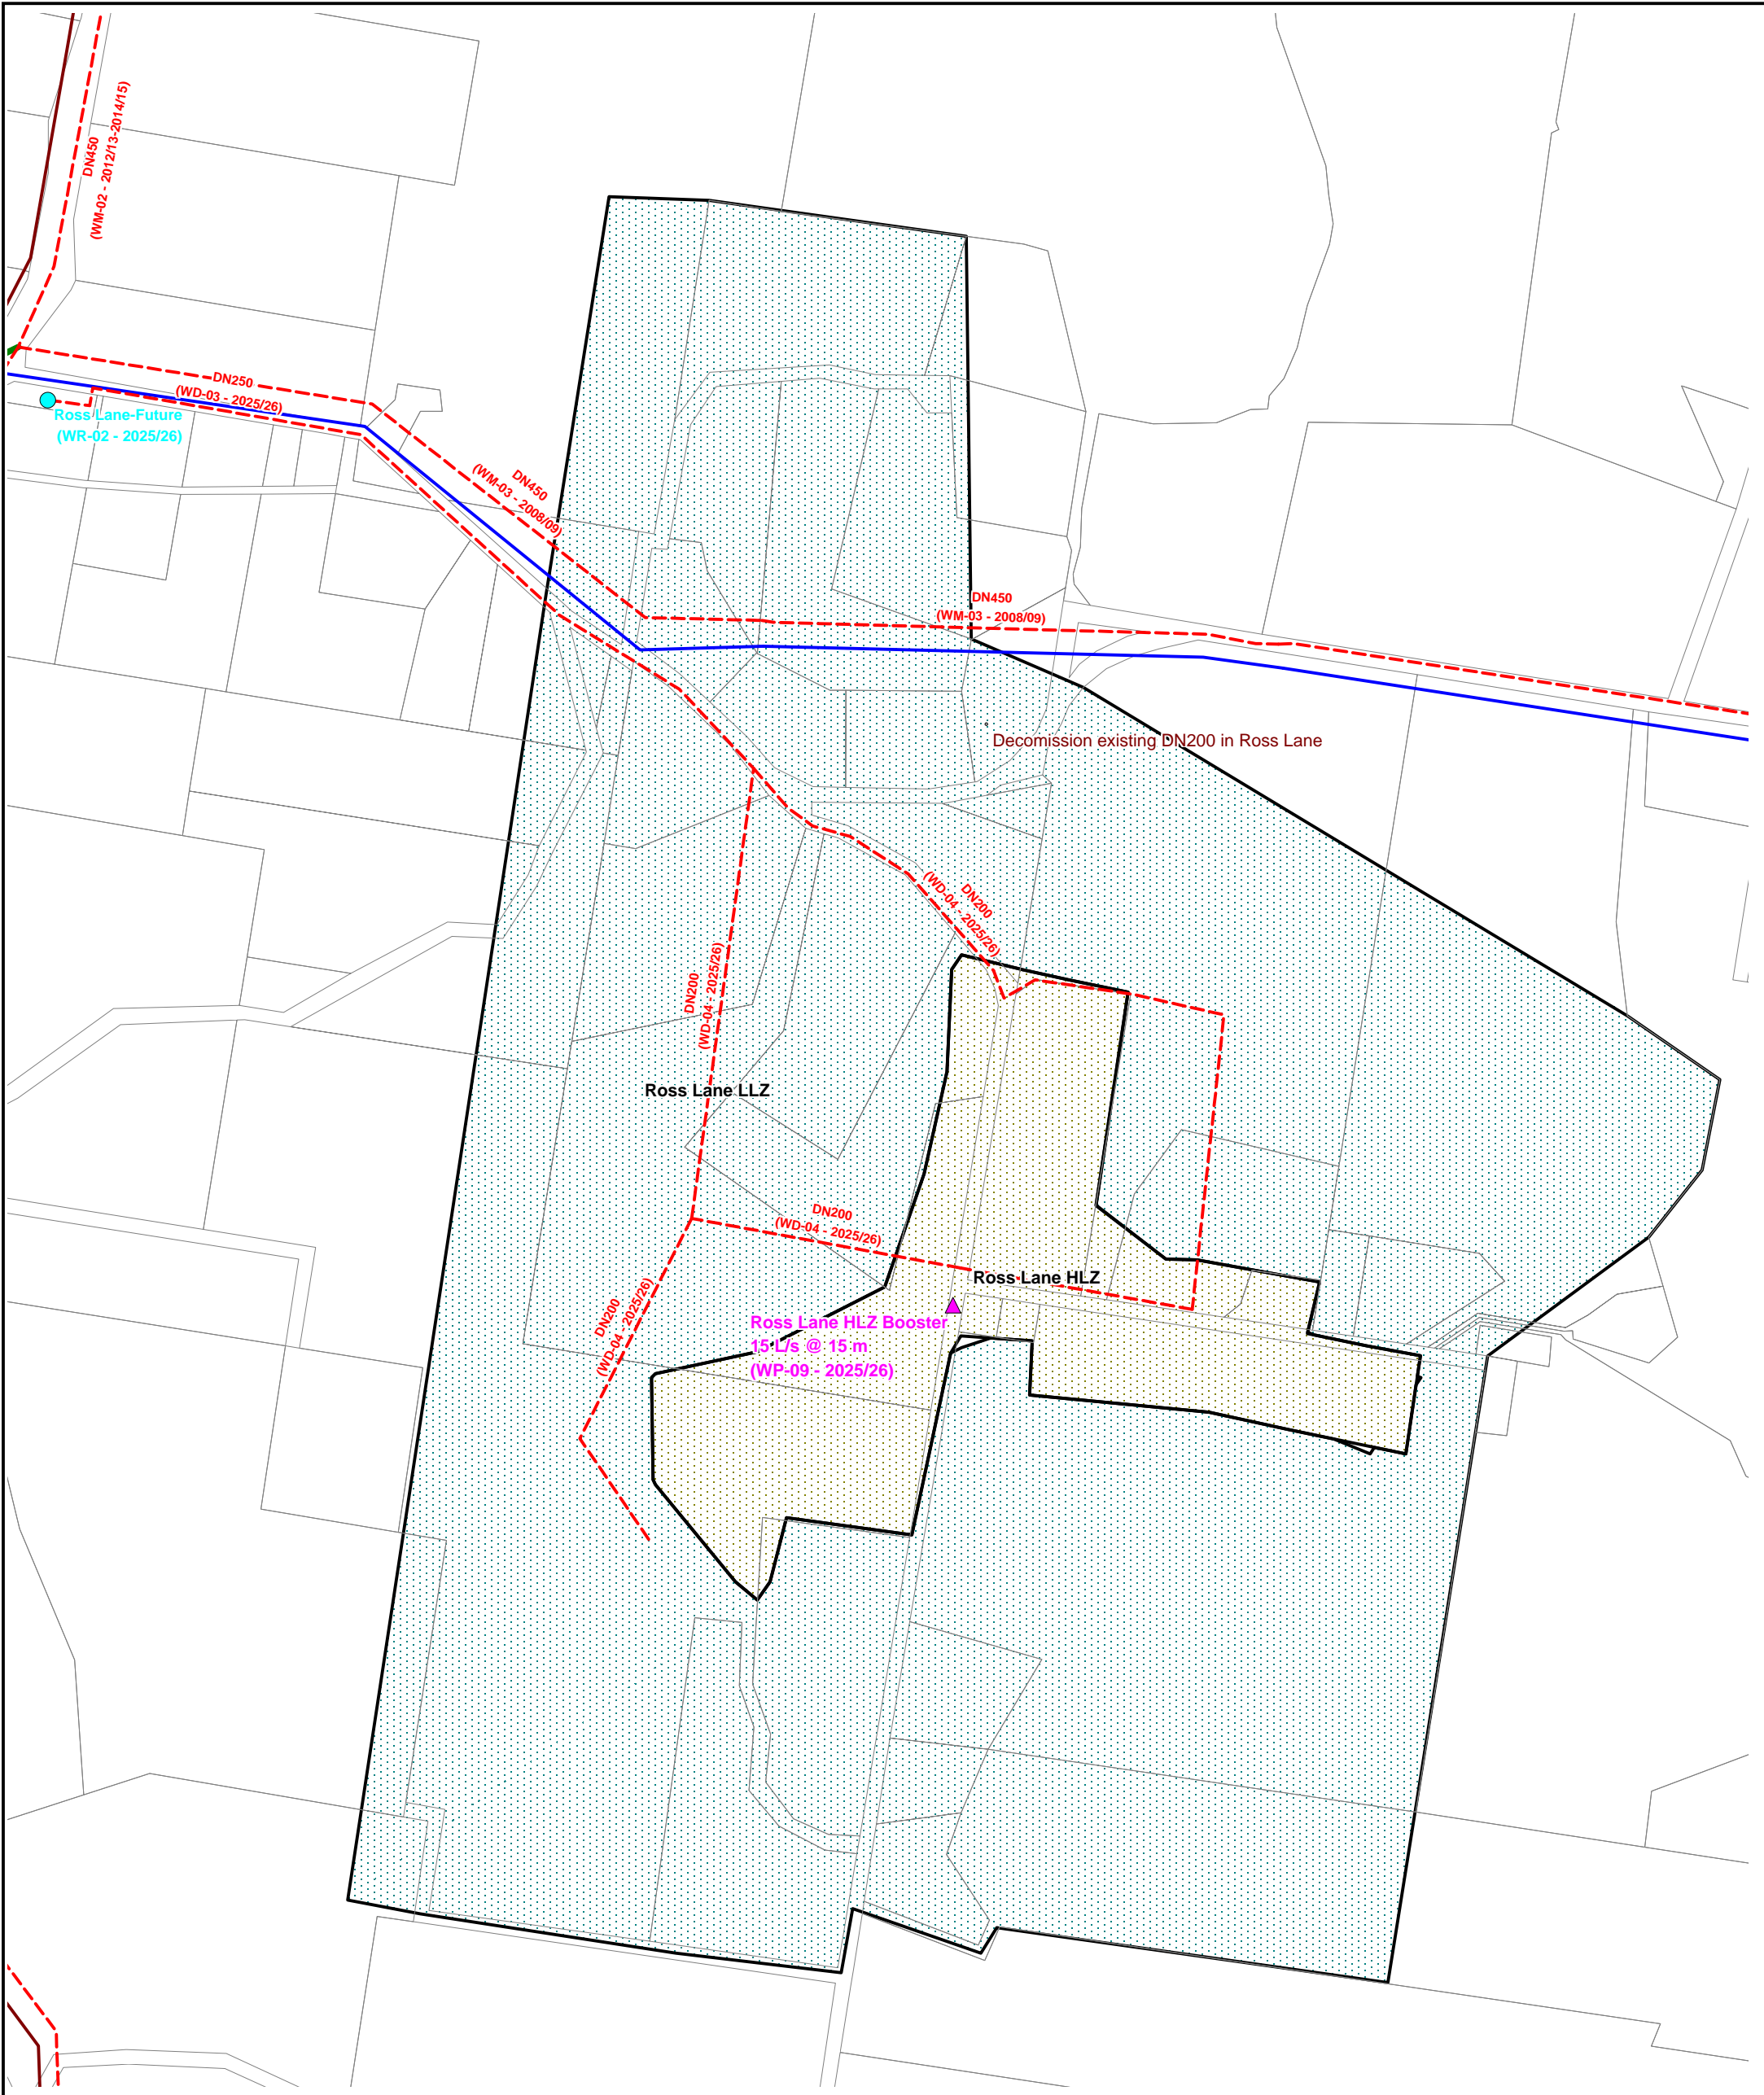 DN450
(WM-02 - 2012/13-2014/15)
DN250
(WD-03 - 2025/26)
Ross Lane-Future
(WR-02 - 2025/26)
DN450
(WM-03 - 2008/09)
DN450
(WM-03 - 2008/09)
Decomission existing DN200 in Ross Lane
DN200
(WD-04 - 2025/26)
DN200
(WD-04 - 2025/26)
Ross Lane LLZ
DN200
(WD-04 - 2025/26)
Ross Lane HLZ
DN200
(WD-04 - 2025/26)
Ross Lane HLZ Booster
15 L/s @ 15 m
(WP-09 - 2025/26)